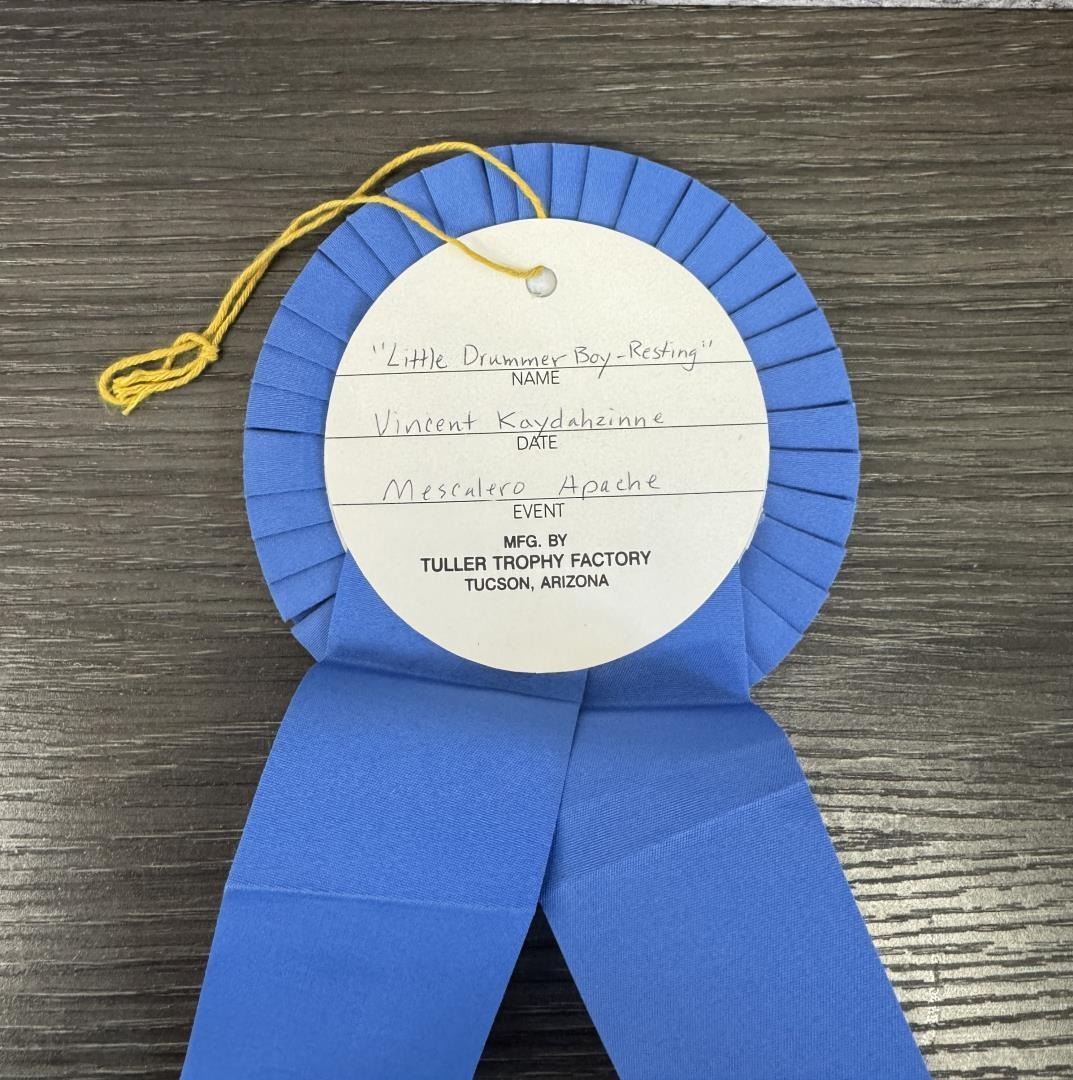 "Little Drummer Boy-Resting"
NAME
Vincent Kaydahzinne
DATE
Mescalero Apache
EVENT
MFG. BY
TULLER TROPHY FACTORY
TUCSON, ARIZONA